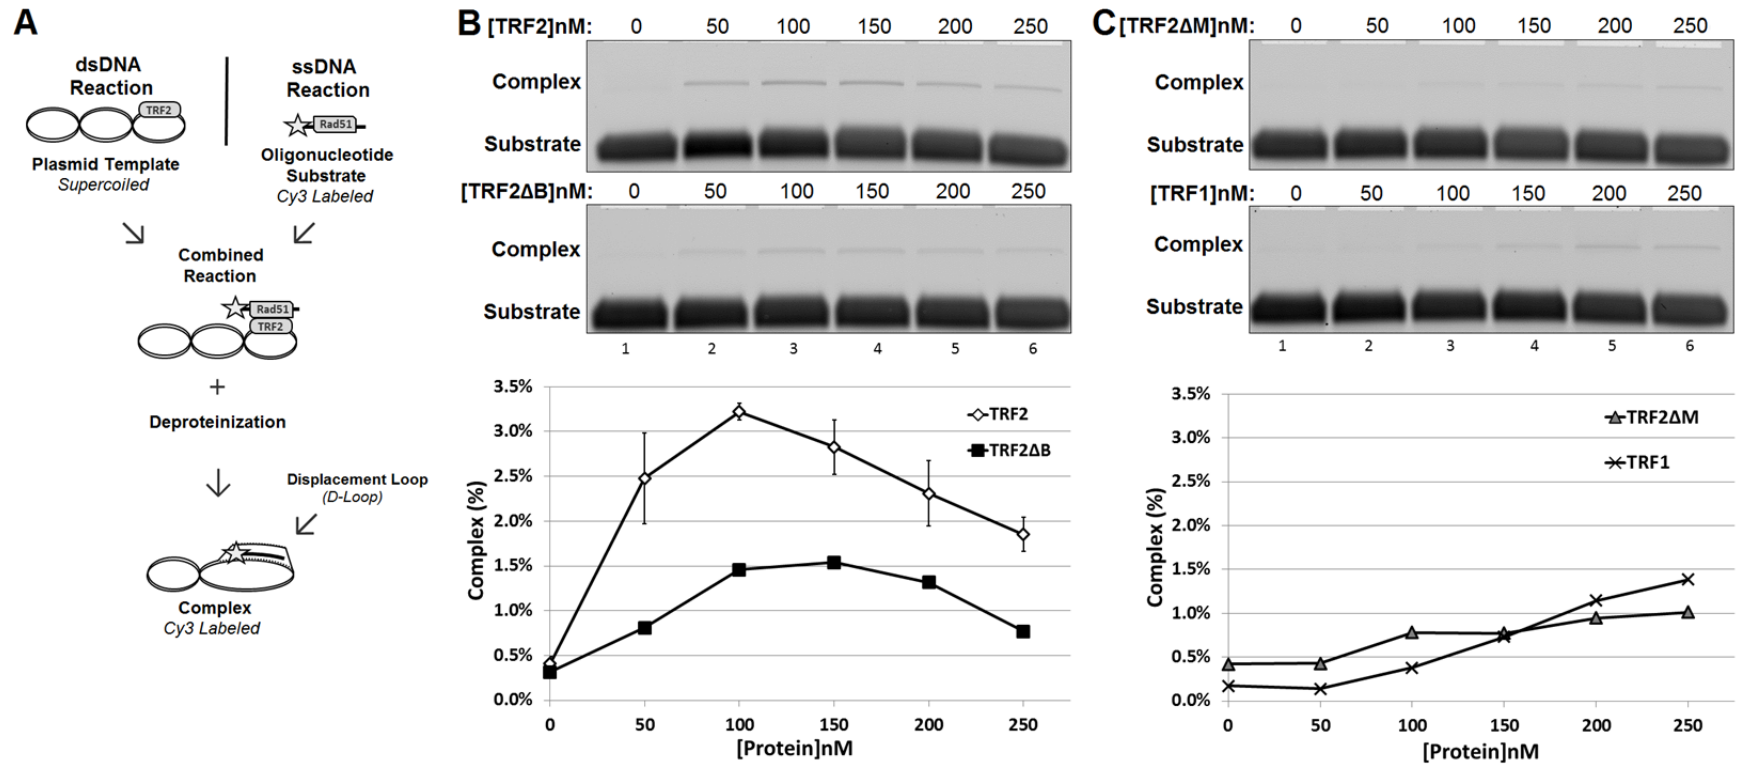 A
dsDNA
Reaction
TRF2
Plasmid Template
Supercoiled
ssDNA
Reaction
Rad51
Oligonucleotide
Substrate
Cy3 Labeled
Combined
Reaction
Rad51
TRF2
+
Deproteinization
Displacement Loop
(D-Loop)
Complex
Cy3 Labeled
B
[TRF2]nM: 0 50 100 150 200 250
Complex
Substrate
[TRF2ΔB]nM: 0 50 100 150 200 250
Complex
Substrate
1 2 3 4 5 6
3.5%
3.0%
2.5%
2.0%
1.5%
1.0%
0.5%
0.0%
Complex (%)
TRF2
TRF2ΔB
0 50 100 150 200 250
[Protein]nM
C
[TRF2ΔM]nM: 0 50 100 150 200 250
Complex
Substrate
[TRF1]nM: 0 50 100 150 200 250
Complex
Substrate
1 2 3 4 5 6
3.5%
3.0%
2.5%
2.0%
1.5%
1.0%
0.5%
0.0%
Complex (%)
TRF2ΔM
TRF1
0 50 100 150 200 250
[Protein]nM